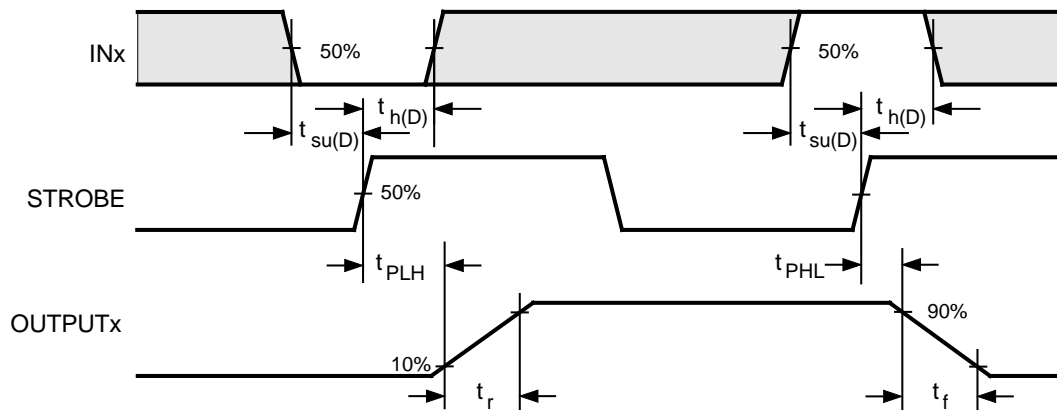 INx
50%
50%
t h(D)
t h(D)
t su(D)
t su(D)
STROBE
50%
t PLH
t PHL
OUTPUTx
90%
10%
t r
t f